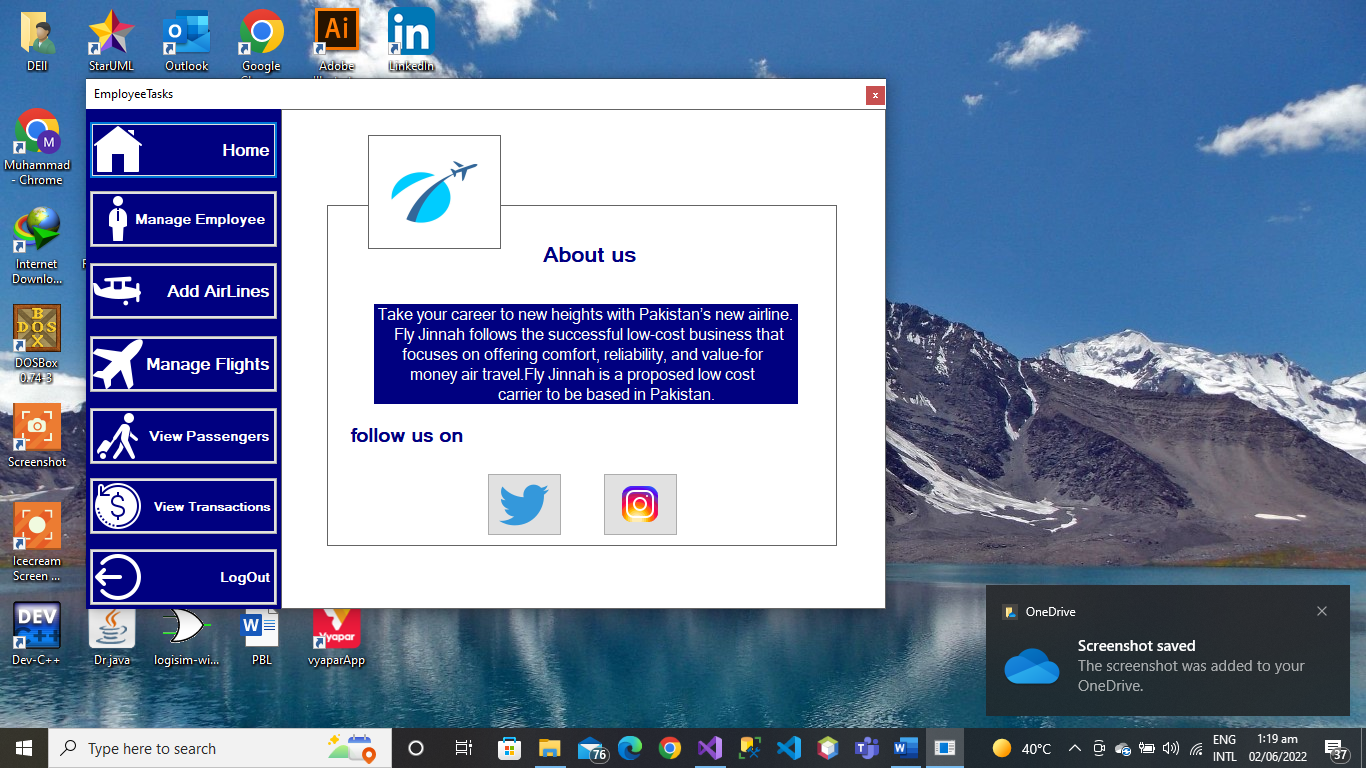 DEll
StarUML
Outlook
Google
Adobe
LinkedIn
Ai
EmployeeTasks
x
Muhammad
- Chrome
M
Internet
Downlo...
BOX
DOS
DOSBox
0.74-3
Screenshot
Icecream
Screen ...
DEV
C++
Dev-C++
Dr.java
logisim-wi...
W
PBL
Vyapar
vyaparApp
Home
Manage Employee
Add AirLines
Manage Flights
View Passengers
View Transactions
LogOut
About us
Take your career to new heights with Pakistan's new airline.
Fly Jinnah follows the successful low-cost business that
focuses on offering comfort, reliability, and value-for
money air travel.Fly Jinnah is a proposed low cost
carrier to be based in Pakistan.
follow us on
OneDrive
Screenshot saved
The screenshot was added to your
OneDrive.
Type here to search
76
40°C
ENG
INTL
1:19 am
02/06/2022
37